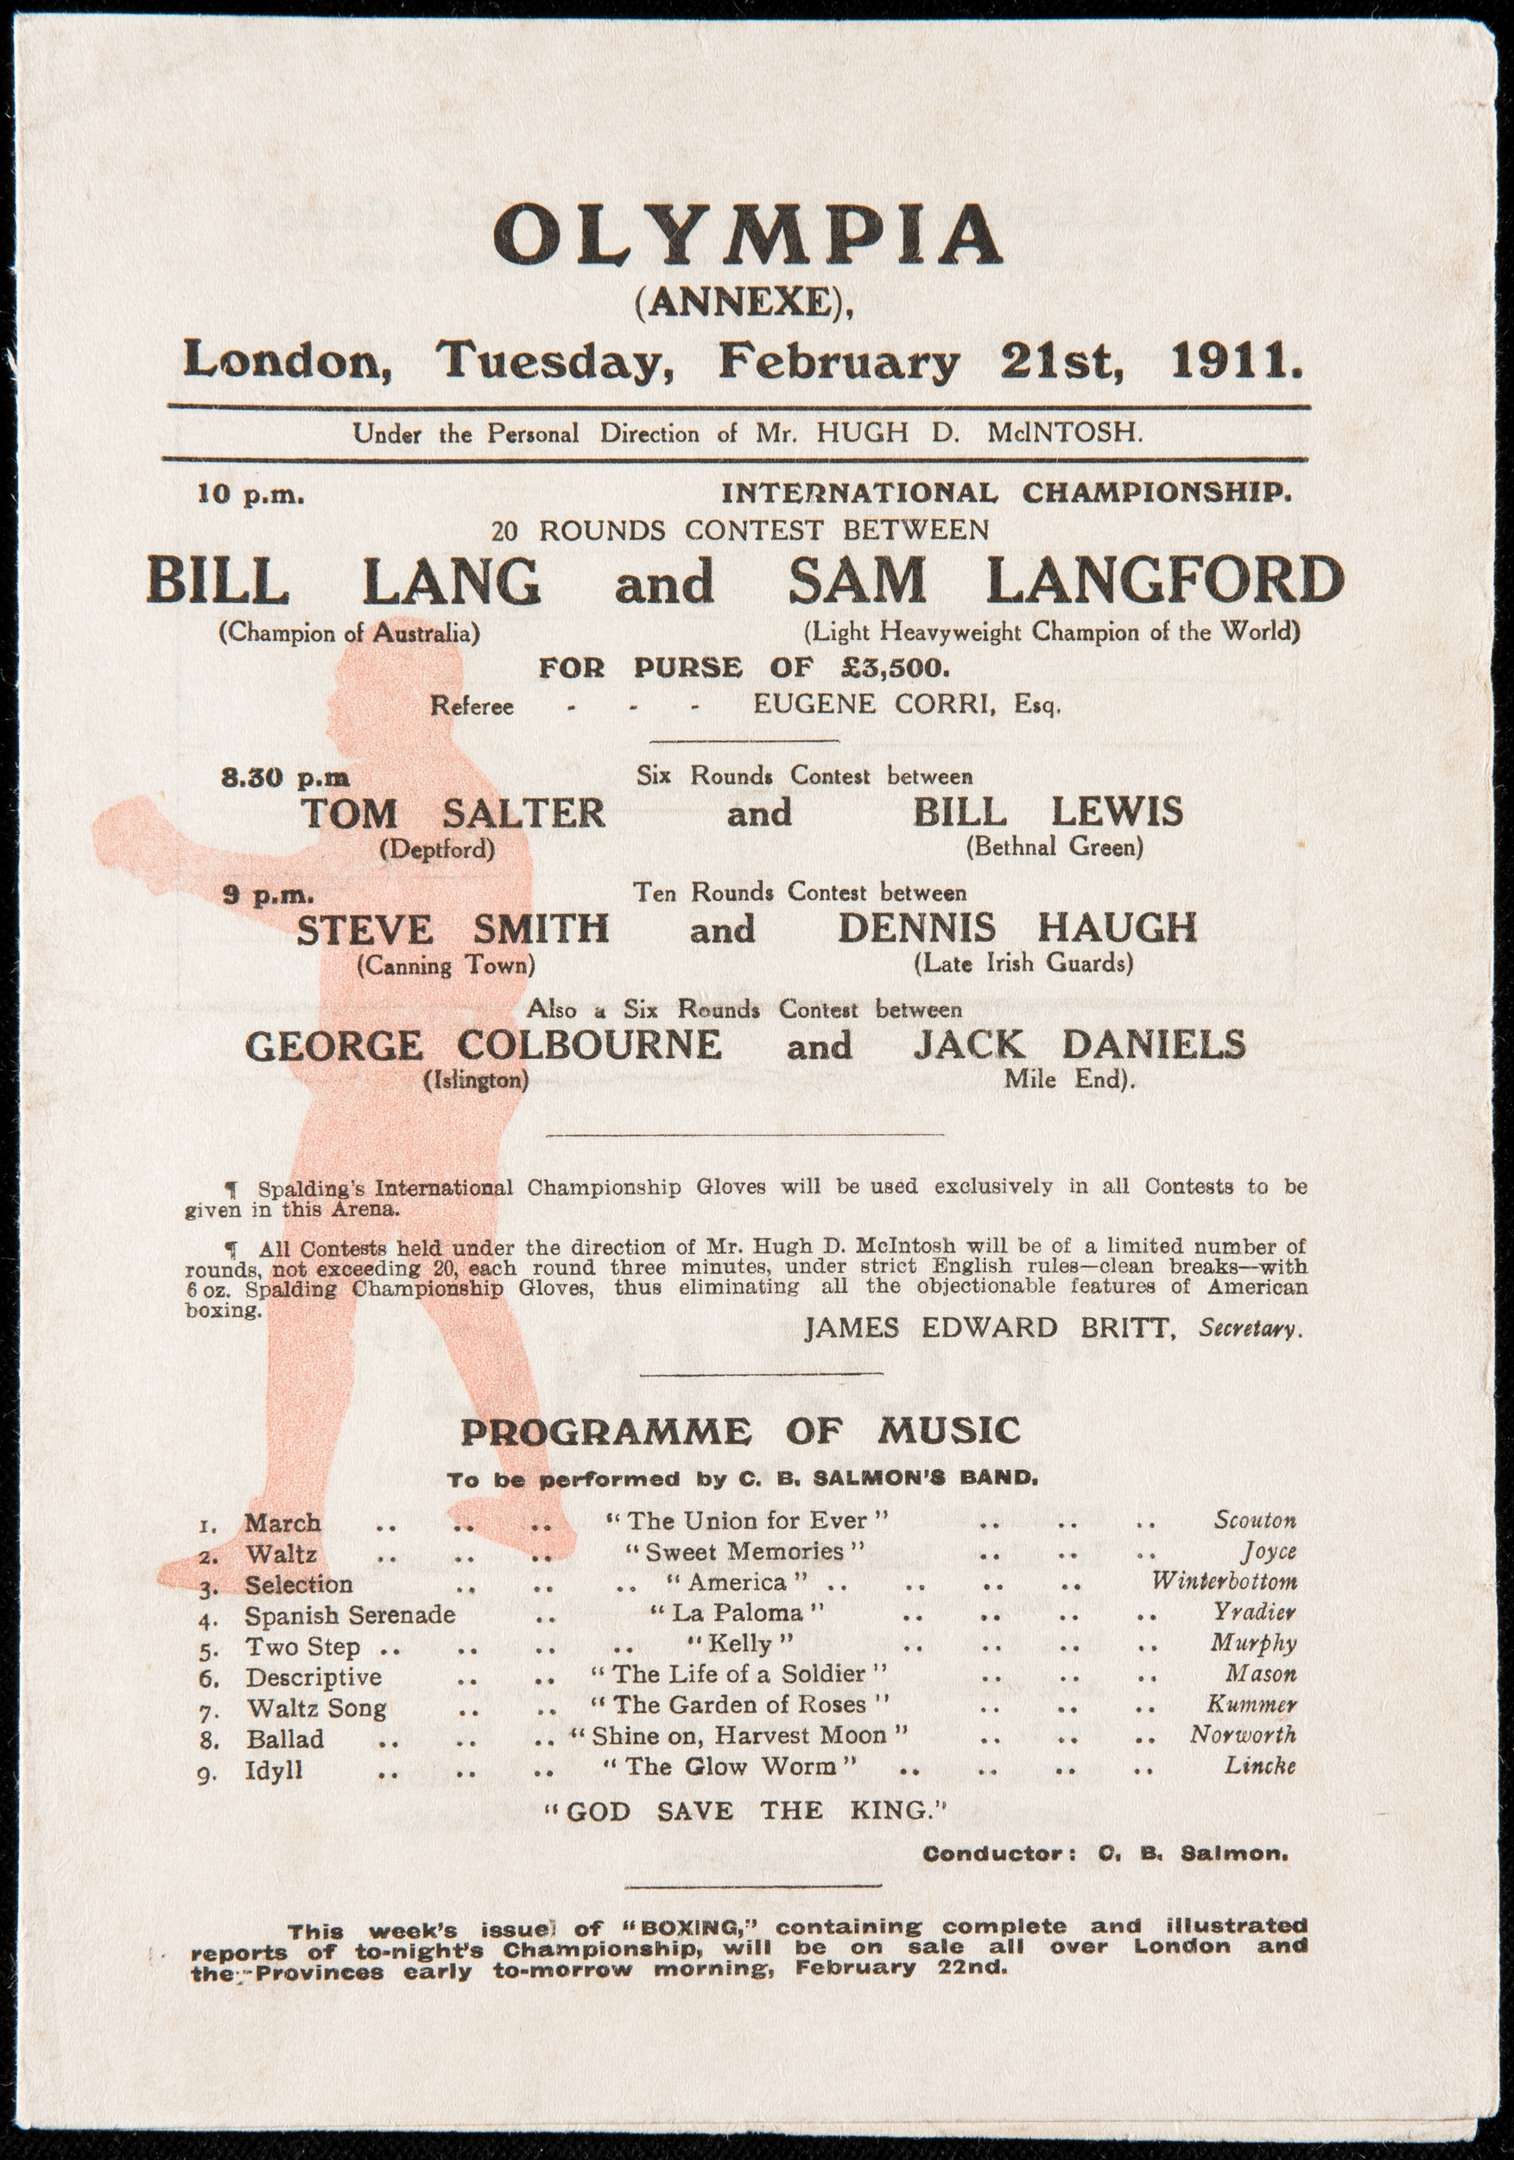 OLYMPIA
(ANNEXE),
London, Tuesday, February 21st, 1911.
Under the Personal Direction of Mr. HUGH D. McINTOSH.
10 p.m. INTERNATIONAL CHAMPIONSHIP.
20 ROUNDS CONTEST BETWEEN
BILL LANG and SAM LANGFORD
(Champion of Australia) (Light Heavyweight Champion of the World)
FOR PURSE OF £3,500.
Referee - - - EUGENE CORRI, Esq.
8.30 p.m Six Rounds Contest between
TOM SALTER and BILL LEWIS
(Deptford) (Bethnal Green)
9 p.m. Ten Rounds Contest between
STEVE SMITH and DENNIS HAUGH
(Canning Town) (Late Irish Guards)
Also a Six Rounds Contest between
GEORGE COLBOURNE and JACK DANIELS
(Islington) Mile End).
¶ Spalding's International Championship Gloves will be used exclusively in all Contests to be
given in this Arena.
¶ All Contests held under the direction of Mr. Hugh D. McIntosh will be of a limited number of
rounds, not exceeding 20, each round three minutes, under strict English rules—clean breaks—with
6 oz. Spalding Championship Gloves, thus eliminating all the objectionable features of American
boxing.
JAMES EDWARD BRITT, Secretary.
PROGRAMME OF MUSIC
To be performed by C. B. SALMON'S BAND.
1. March .. .. .. "The Union for Ever" .. .. .. Scouton
2. Waltz .. .. .. "Sweet Memories" .. .. .. Joyce
3. Selection .. .. .. "America" .. .. .. .. Winterbottom
4. Spanish Serenade .. "La Paloma" .. .. .. .. Yradier
5. Two Step .. .. .. .. "Kelly" .. .. .. .. Murphy
6. Descriptive .. .. "The Life of a Soldier" .. .. .. Mason
7. Waltz Song .. .. "The Garden of Roses" .. .. .. Kummer
8. Ballad .. .. .. "Shine on, Harvest Moon" .. .. .. Norworth
9. Idyll .. .. .. "The Glow Worm" .. .. .. .. Lincke
"GOD SAVE THE KING."
Conductor: C. B. Salmon.
This week's issue of "BOXING," containing complete and illustrated
reports of to-night's Championship, will be on sale all over London and
the Provinces early to-morrow morning, February 22nd.